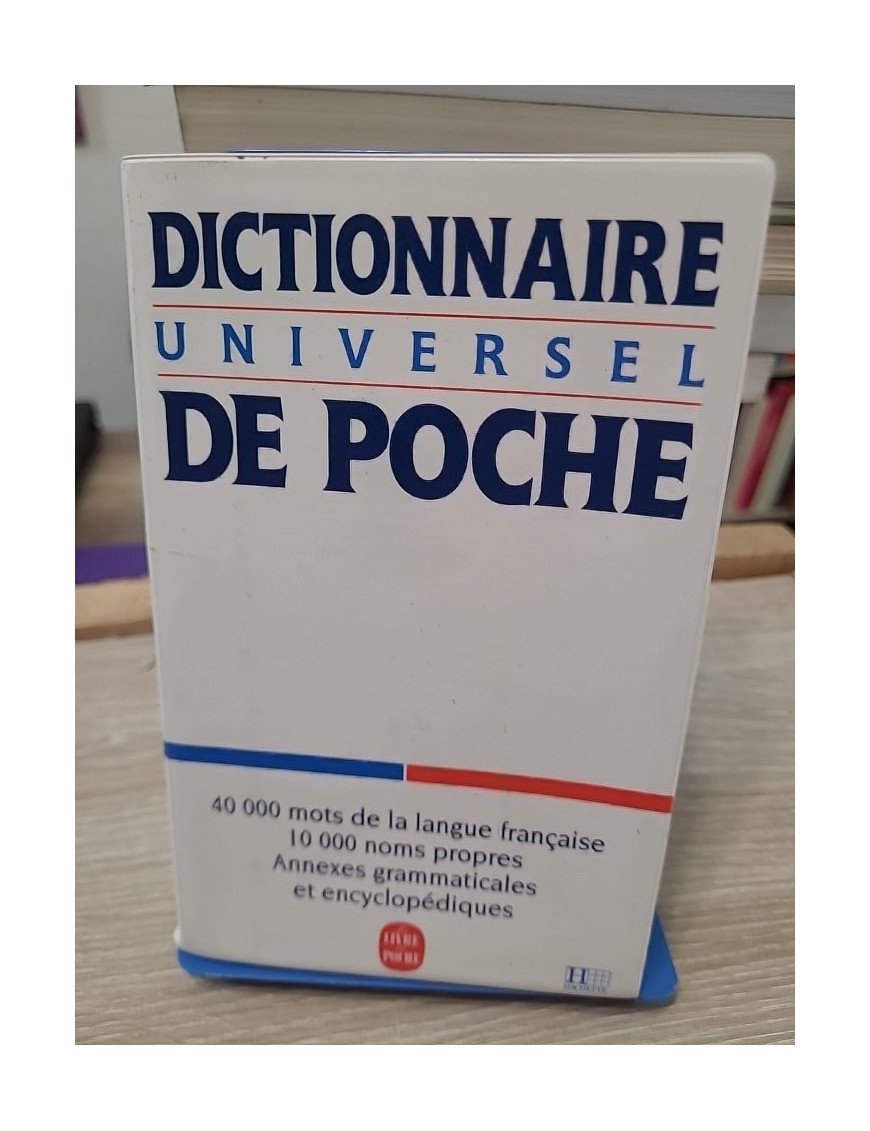 DICTIONNAIRE
UNIVERSEL
DE POCHE
40 000 mots de la langue française
10 000 noms propres
Annexes grammaticales
et encyclopédiques
LIVRE
POCHE
H
HACHETTE